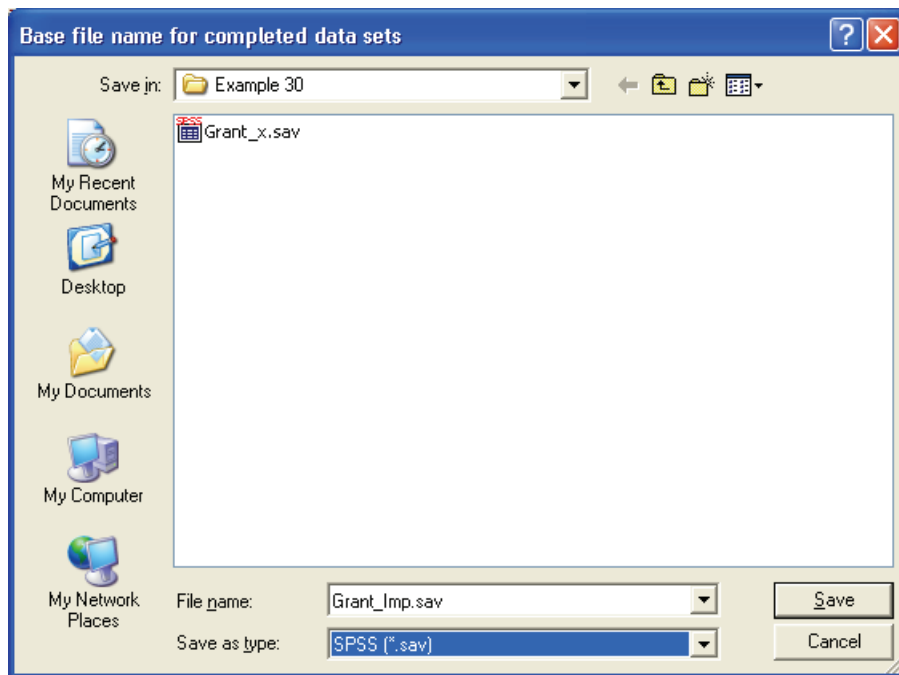 Base file name for completed data sets
Save in:
Example 30
SPSS
Grant_x.sav
My Recent
Documents
Desktop
My Documents
My Computer
My Network
Places
File name:
Grant_Imp.sav
Save
Save as type:
SPSS (*.sav)
Cancel